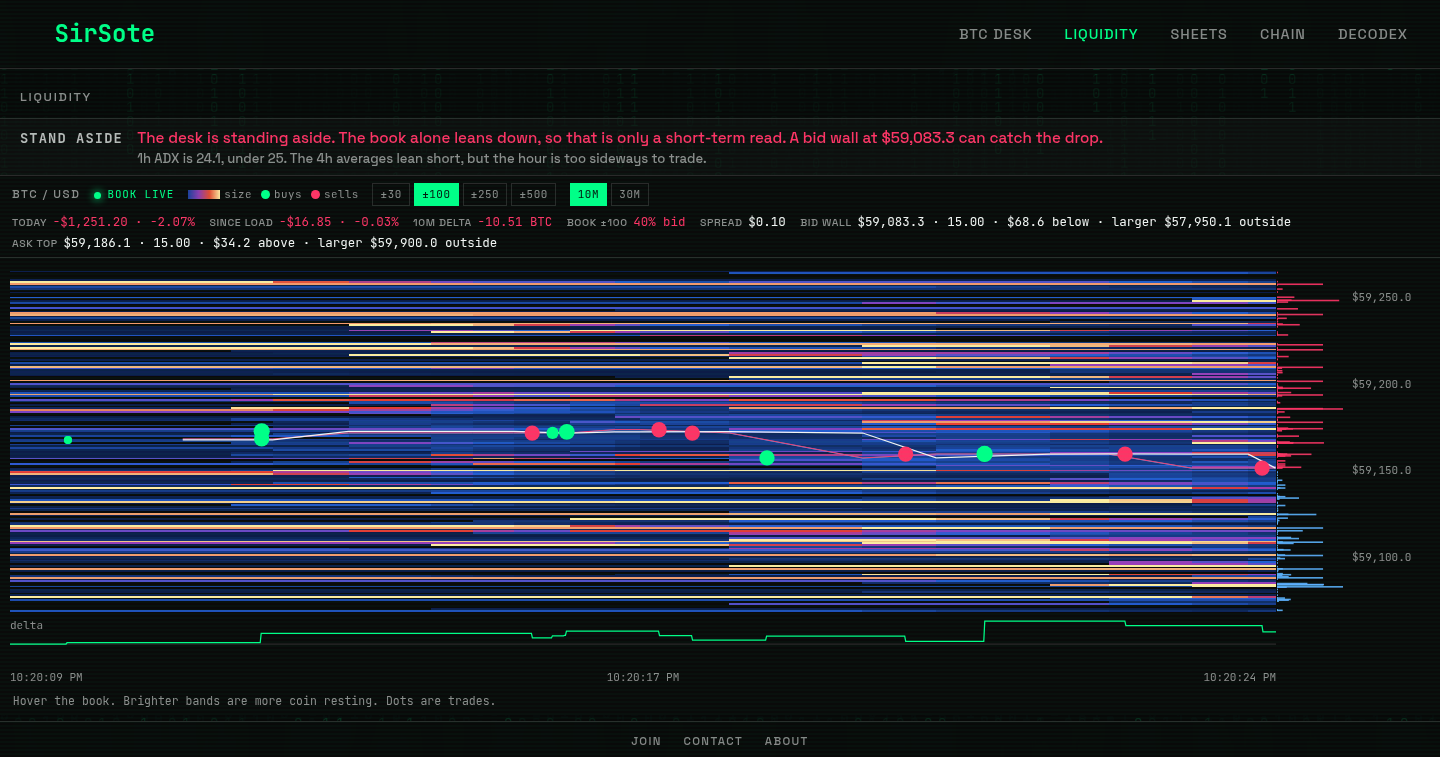 SirSote
BTC DESK LIQUIDITY SHEETS CHAIN DECODEX
LIQUIDITY
STAND ASIDE The desk is standing aside. The book alone leans down, so that is only a short-term read. A bid wall at $59,083.3 can catch the drop.
1h ADX is 24.1, under 25. The 4h averages lean short, but the hour is too sideways to trade.
BTC / USD BOOK LIVE size buys sells ±30 ±100 ±250 ±500 10M 30M
TODAY -$1,251.20 · -2.07% SINCE LOAD -$16.85 · -0.03% 10M DELTA -10.51 BTC BOOK ±100 40% bid SPREAD $0.10 BID WALL $59,083.3 · 15.00 · $68.6 below · larger $57,950.1 outside
ASK TOP $59,186.1 · 15.00 · $34.2 above · larger $59,900.0 outside
$59,250.0
$59,200.0
$59,150.0
$59,100.0
delta
10:20:09 PM 10:20:17 PM 10:20:24 PM
Hover the book. Brighter bands are more coin resting. Dots are trades.
JOIN CONTACT ABOUT